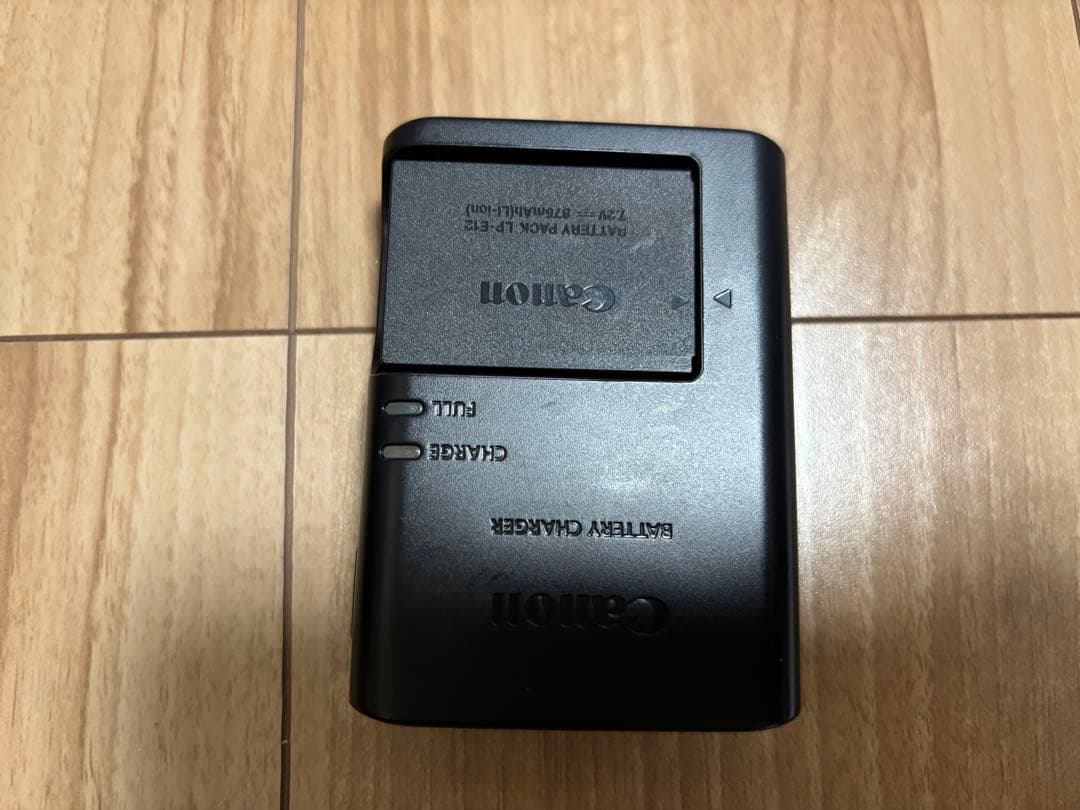 Canon
BATTERY CHARGER
CHARGE
FULL
Canon
BATTERY PACK LP-E12
7.2V⎓875mAh(Li-ion)